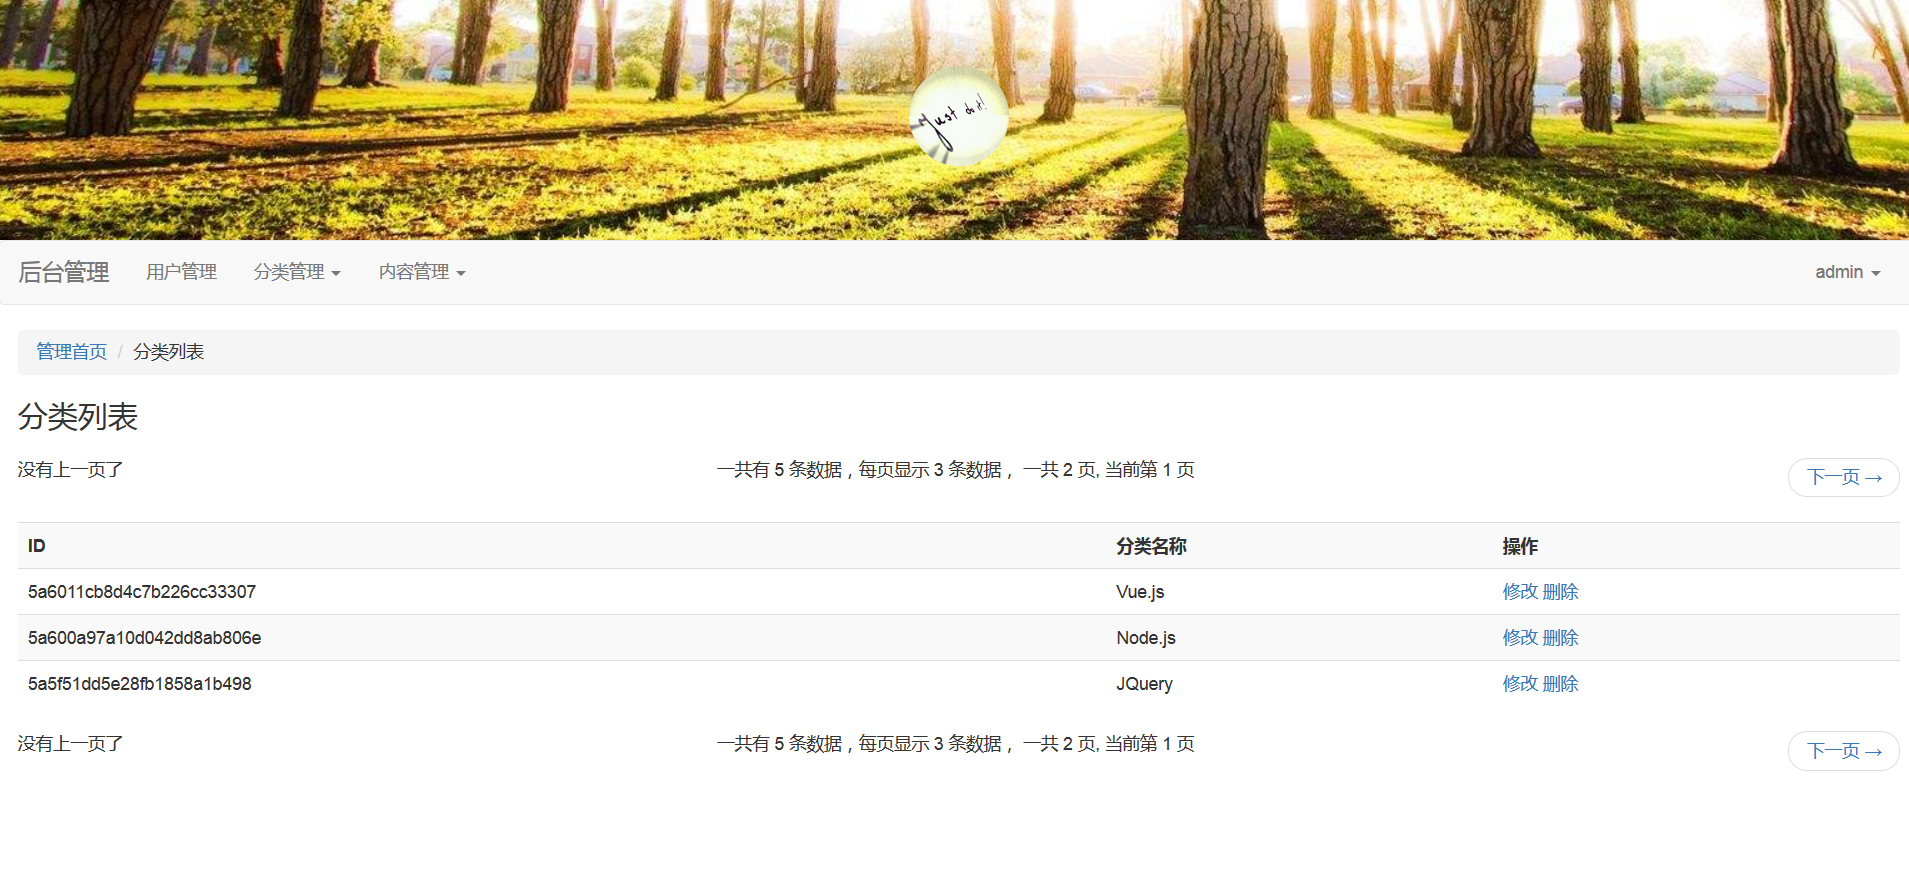 Just do it!
后台管理 用户管理 分类管理 内容管理 admin
管理首页 / 分类列表
分类列表
没有上一页了 一共有 5 条数据，每页显示 3 条数据， 一共 2 页, 当前第 1 页 下一页 →
ID 分类名称 操作
5a6011cb8d4c7b226cc33307 Vue.js 修改 删除
5a600a97a10d042dd8ab806e Node.js 修改 删除
5a5f51dd5e28fb1858a1b498 JQuery 修改 删除
没有上一页了 一共有 5 条数据，每页显示 3 条数据， 一共 2 页, 当前第 1 页 下一页 →